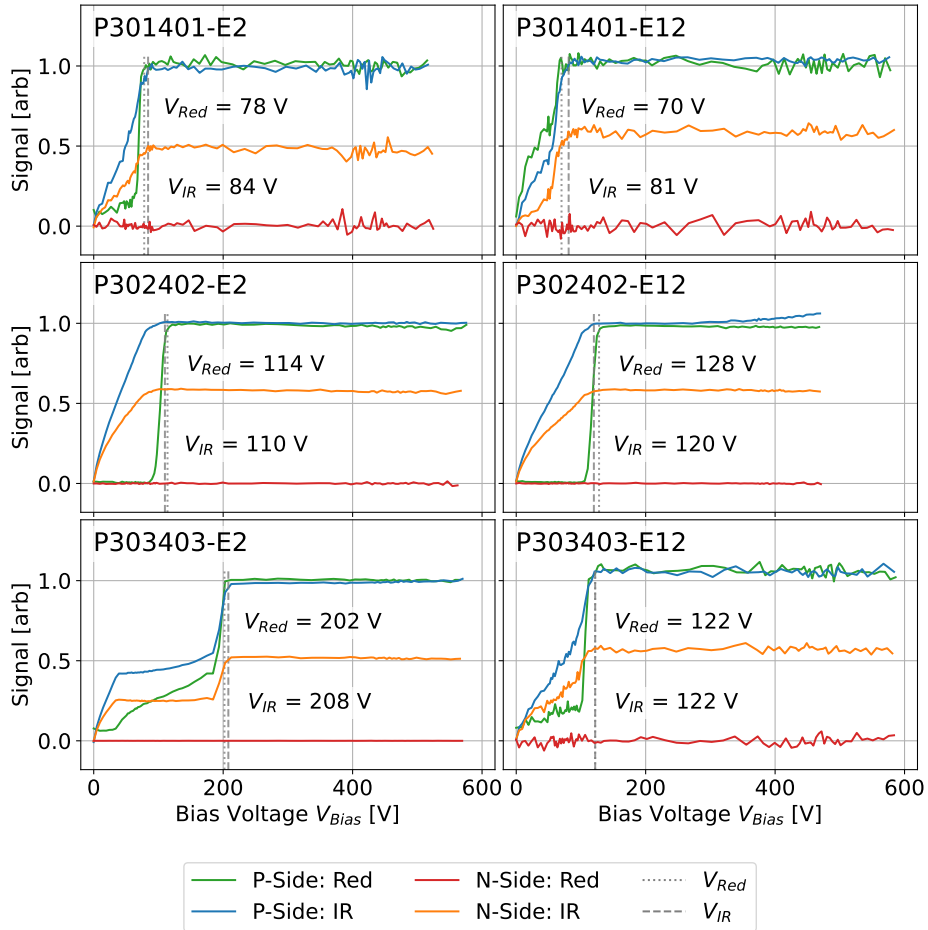 P301401-E2
P301401-E12
Signal [arb]
1.0
0.5
0.0
V_Red = 78 V
V_IR = 84 V
V_Red = 70 V
V_IR = 81 V
P302402-E2
P302402-E12
Signal [arb]
1.0
0.5
0.0
V_Red = 114 V
V_IR = 110 V
V_Red = 128 V
V_IR = 120 V
P303403-E2
P303403-E12
Signal [arb]
1.0
0.5
0.0
V_Red = 202 V
V_IR = 208 V
V_Red = 122 V
V_IR = 122 V
0 200 400 600
0 200 400 600
Bias Voltage V_Bias [V]
Bias Voltage V_Bias [V]
P-Side: Red
N-Side: Red
V_Red
P-Side: IR
N-Side: IR
V_IR